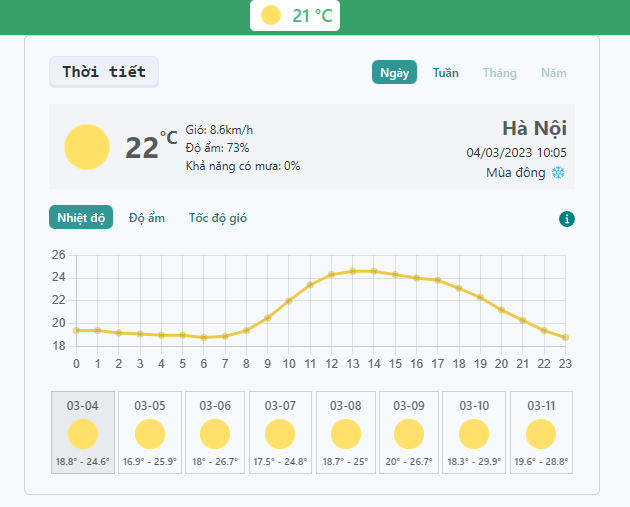 21 °C
Thời tiết
Ngày Tuần Tháng Năm
22°C
Gió: 8.6km/h
Độ ẩm: 73%
Khả năng có mưa: 0%
Hà Nội
04/03/2023 10:05
Mùa đông
Nhiệt độ Độ ẩm Tốc độ gió
i
26
24
22
20
18
0 1 2 3 4 5 6 7 8 9 10 11 12 13 14 15 16 17 18 19 20 21 22 23
03-04 03-05 03-06 03-07 03-08 03-09 03-10 03-11
18.8° - 24.6° 16.9° - 25.9° 18° - 26.7° 17.5° - 24.8° 18.7° - 25° 20° - 26.7° 18.3° - 29.9° 19.6° - 28.8°